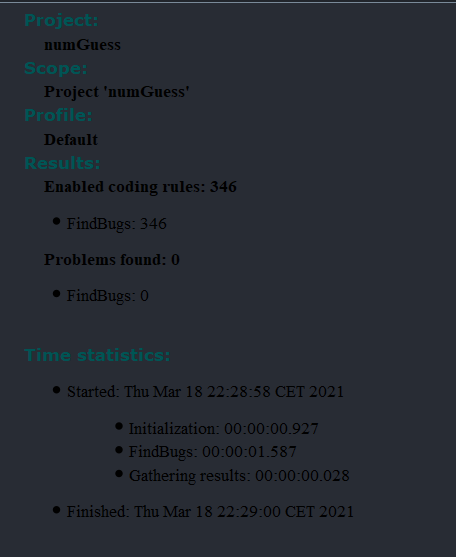 Project:
numGuess
Scope:
Project 'numGuess'
Profile:
Default
Results:
Enabled coding rules: 346
• FindBugs: 346
Problems found: 0
• FindBugs: 0
Time statistics:
• Started: Thu Mar 18 22:28:58 CET 2021
• Initialization: 00:00:00.927
• FindBugs: 00:00:01.587
• Gathering results: 00:00:00.028
• Finished: Thu Mar 18 22:29:00 CET 2021